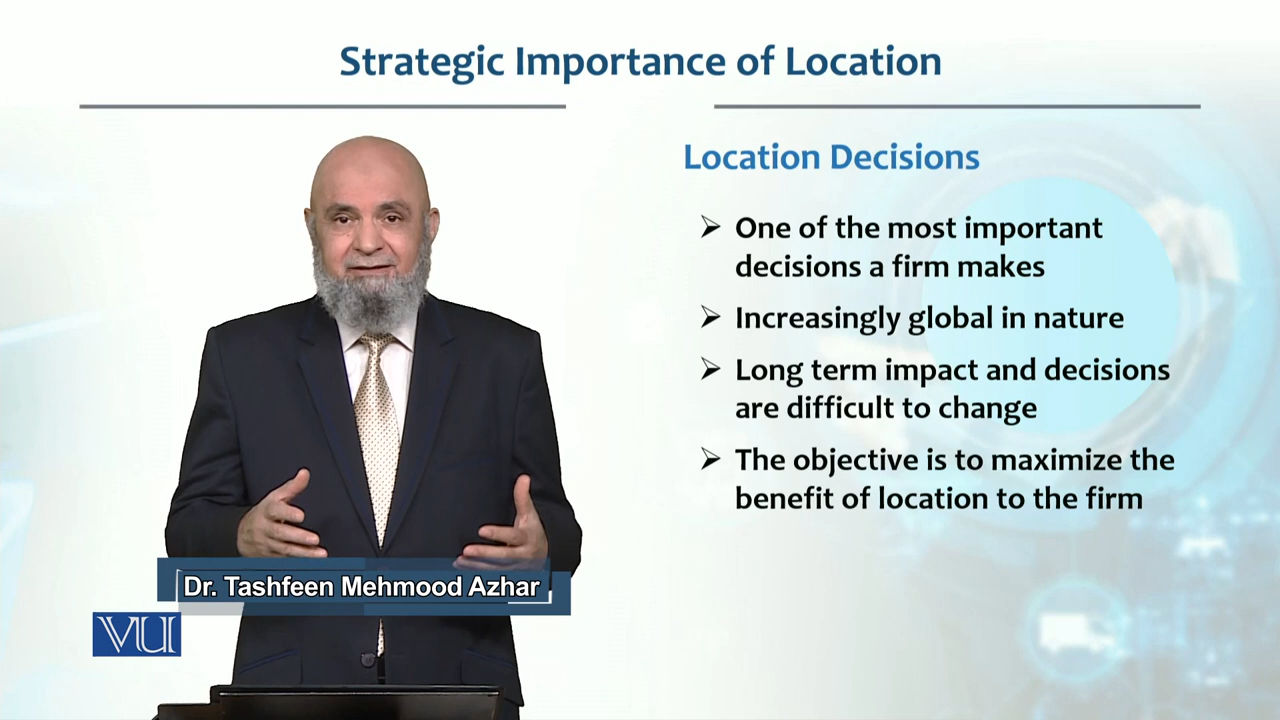 Strategic Importance of Location
Location Decisions
➢ One of the most important
decisions a firm makes
➢ Increasingly global in nature
➢ Long term impact and decisions
are difficult to change
➢ The objective is to maximize the
benefit of location to the firm
Dr. Tashfeen Mehmood Azhar
VU